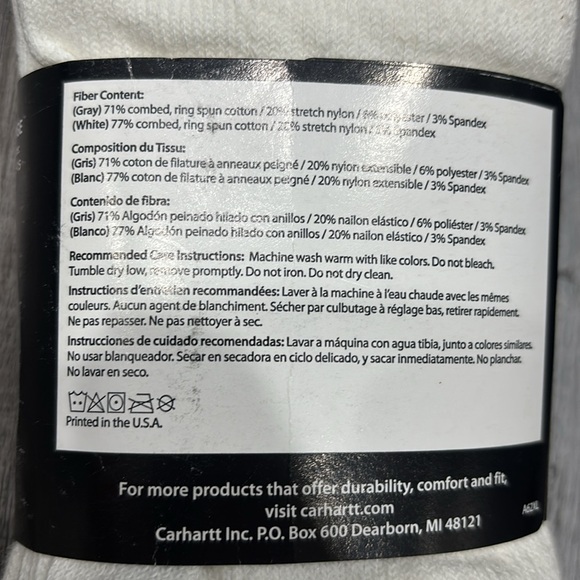 Fiber Content:
(Gray) 71% combed, ring spun cotton / 20% stretch nylon / 6% polyester / 3% Spandex
(White) 77% combed, ring spun cotton / 20% stretch nylon / 3% Spandex
Composition du Tissu:
(Gris) 71% coton de filature à anneaux peigné / 20% nylon extensible / 6% polyester / 3% Spandex
(Blanc) 77% coton de filature à anneaux peigné / 20% nylon extensible / 3% Spandex
Contenido de fibra:
(Gris) 71% Algodón peinado hilado con anillos / 20% nailon elástico / 6% poliéster / 3% Spandex
(Blanco) 77% Algodón peinado hilado con anillos / 20% nailon elástico / 3% Spandex
Recommended Care Instructions: Machine wash warm with like colors. Do not bleach.
Tumble dry low, remove promptly. Do not iron. Do not dry clean.
Instructions d'entretien recommandées: Laver à la machine à l'eau chaude avec les mêmes
couleurs. Aucun agent de blanchiment. Sécher par culbutage à réglage bas, retirer rapidement.
Ne pas repasser. Ne pas nettoyer à sec.
Instrucciones de cuidado recomendadas: Lavar a máquina con agua tibia, junto a colores similares.
No usar blanqueador. Secar en secadora en ciclo delicado, y sacar inmediatamente. No planchar.
No lavar en seco.
Printed in the U.S.A.
For more products that offer durability, comfort and fit,
visit carhartt.com
Carhartt Inc. P.O. Box 600 Dearborn, MI 48121